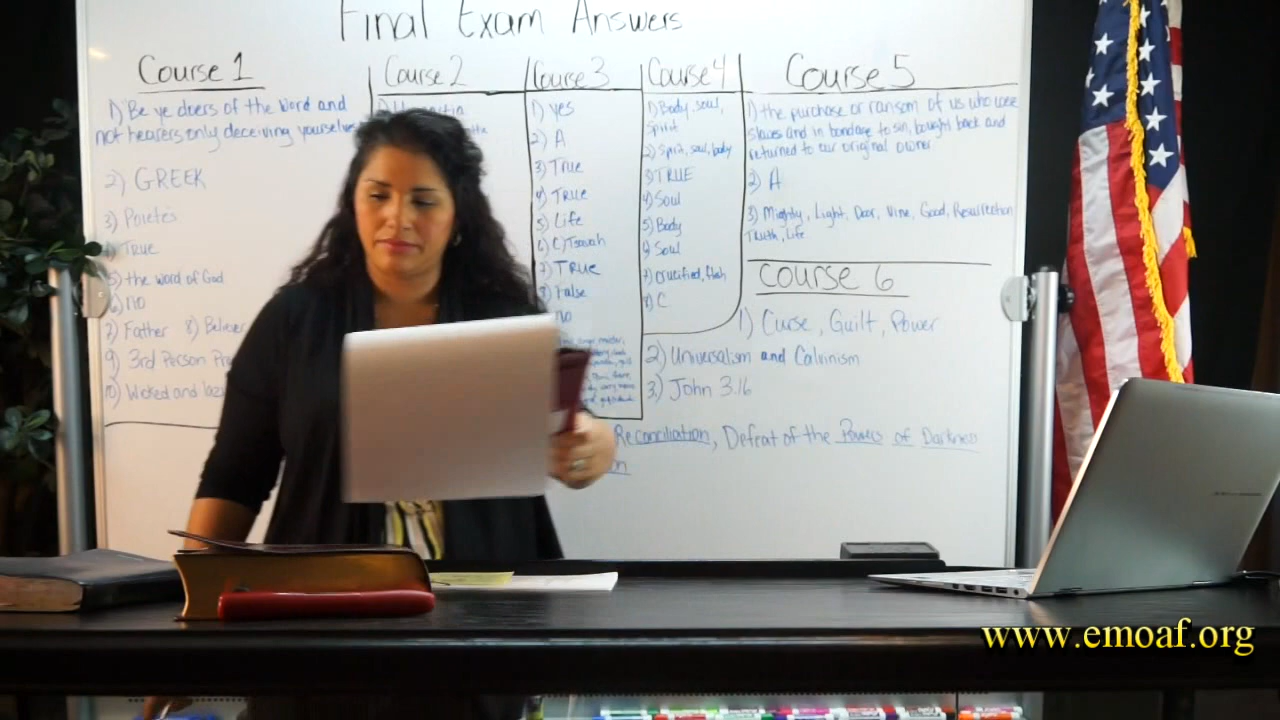 Final Exam Answers
Course 1
1) Be ye doers of the word and
not hearers only deceiving yourselves
2) GREEK
3) Poietes
True
5) the word of God
6) no
7) Father 8) Believer
9) 3rd Person
10) Wicked and
Course 2
Course 3
1) yes
2) A
3) True
4) TRUE
5) Life
6) C)
7) TRUE
8) False
no
Course 4
1) Body, soul,
Spirit
2) Spirit, soul, body
3) TRUE
4) Soul
5) Body
6) Soul
7) Crucified, flesh
8) C
Course 5
1) the purchase or ransom of us who were
slaves and in bondage to sin, bought back and
returned to our original owner.
2) A
3) Mighty, Light, Door, Vine, Good, Resurrection
Truth, Life
Course 6
1) Curse, Guilt, Power
2) Universalism and Calvinism
3) John 3.16
Reconciliation, Defeat of the Powers of Darkness
www.emoaf.org